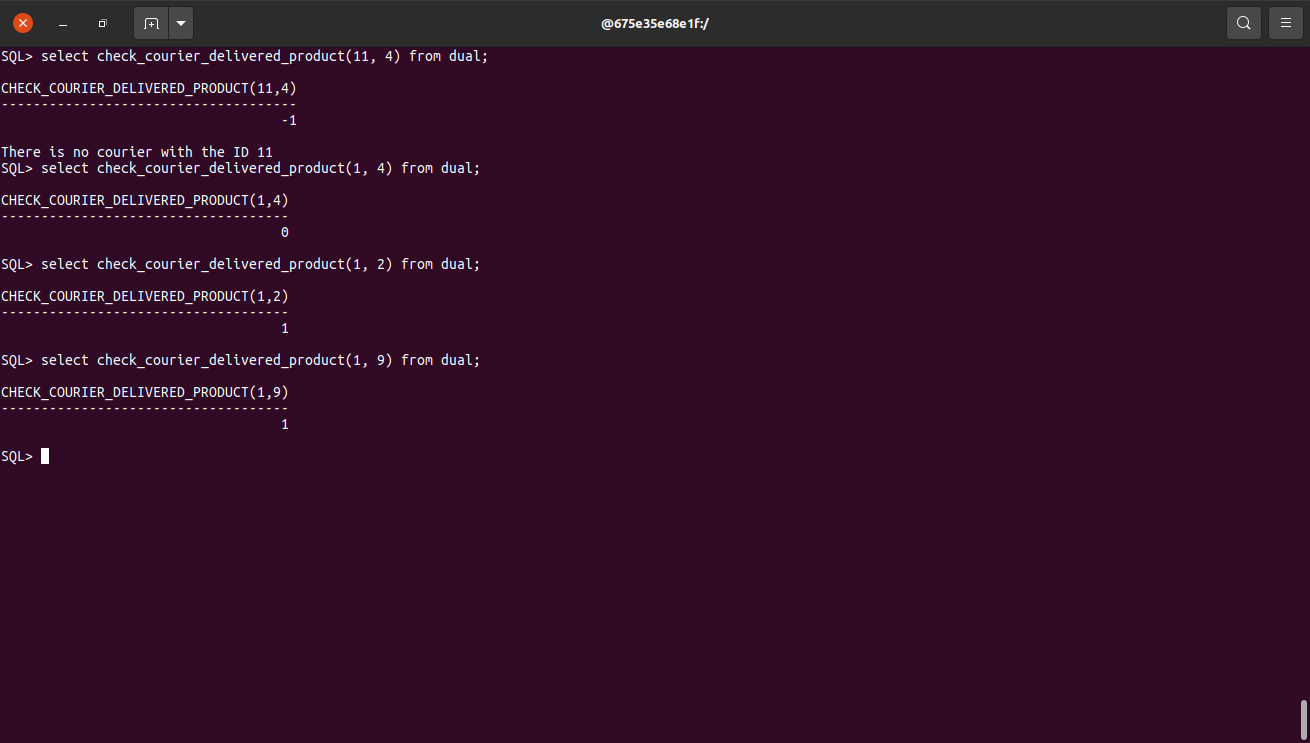 @675e35e68e1f:/
SQL> select check_courier_delivered_product(11, 4) from dual;
CHECK_COURIER_DELIVERED_PRODUCT(11,4)
-------------------------------------
-1
There is no courier with the ID 11
SQL> select check_courier_delivered_product(1, 4) from dual;
CHECK_COURIER_DELIVERED_PRODUCT(1,4)
------------------------------------
0
SQL> select check_courier_delivered_product(1, 2) from dual;
CHECK_COURIER_DELIVERED_PRODUCT(1,2)
------------------------------------
1
SQL> select check_courier_delivered_product(1, 9) from dual;
CHECK_COURIER_DELIVERED_PRODUCT(1,9)
------------------------------------
1
SQL>